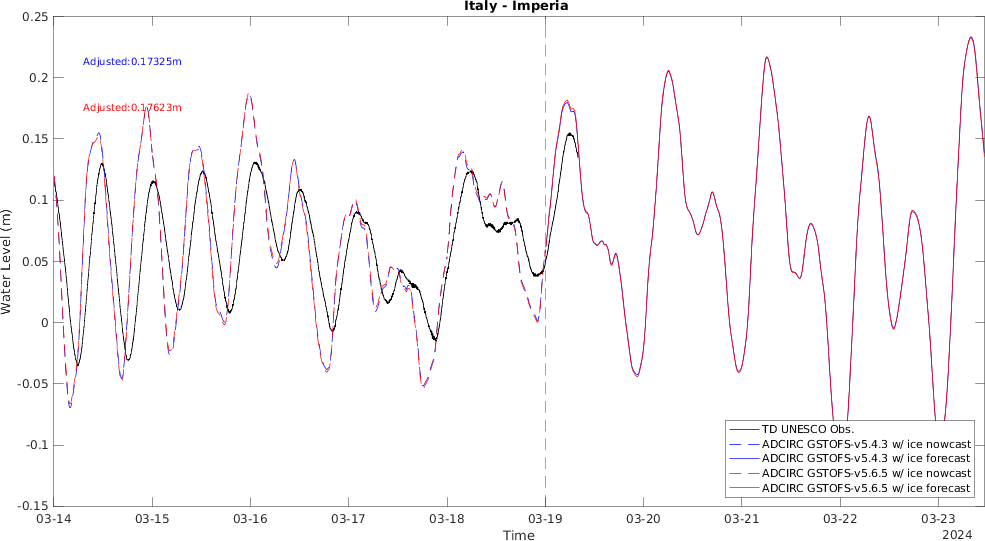 Italy - Imperia
0.25
0.2
0.15
0.1
0.05
0
-0.05
-0.1
-0.15
Water Level (m)
Adjusted:0.17325m
Adjusted:0.17623m
TD UNESCO Obs.
ADCIRC GSTOFS-v5.4.3 w/ ice nowcast
ADCIRC GSTOFS-v5.4.3 w/ ice forecast
ADCIRC GSTOFS-v5.6.5 w/ ice nowcast
ADCIRC GSTOFS-v5.6.5 w/ ice forecast
03-14 03-15 03-16 03-17 03-18 03-19 03-20 03-21 03-22 03-23
Time
2024